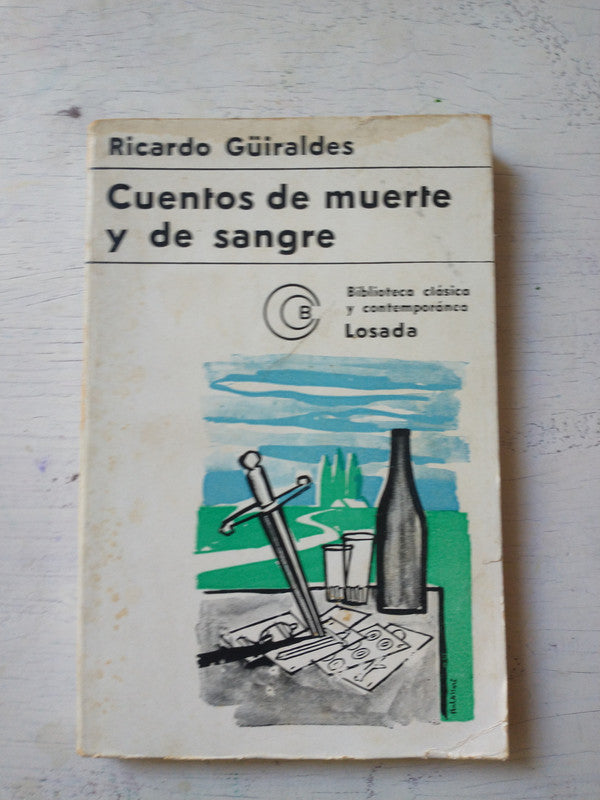 Ricardo Güiraldes
Cuentos de muerte
y de sangre
B
Biblioteca clásica
y contemporánea
Losada